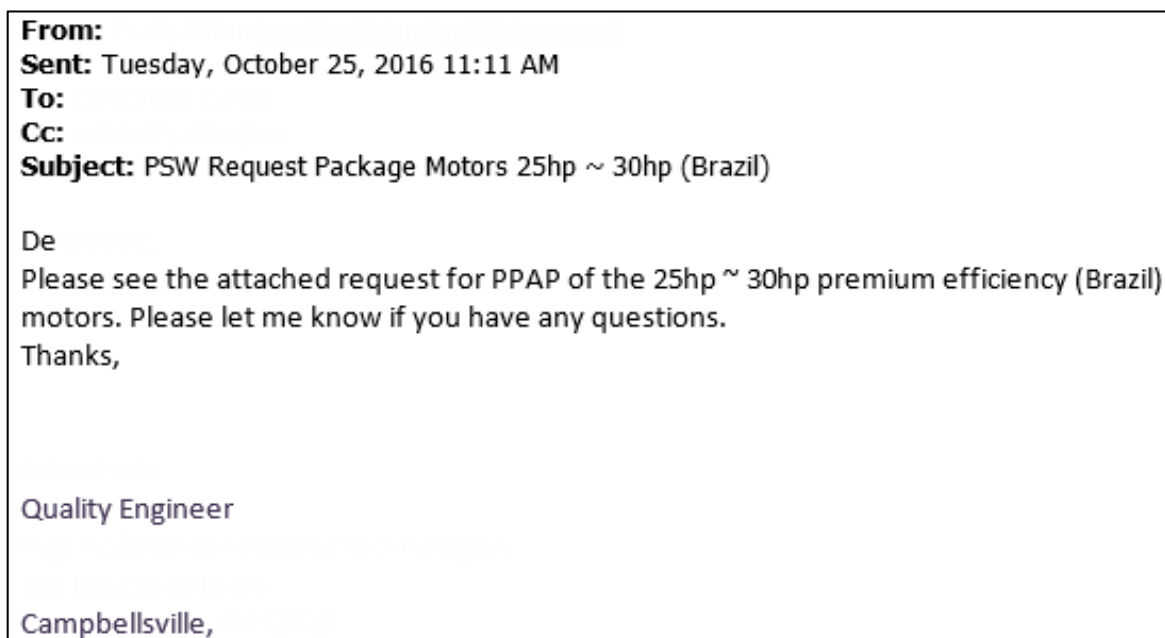 From:
Sent: Tuesday, October 25, 2016 11:11 AM
To:
Cc:
Subject: PSW Request Package Motors 25hp ~ 30hp (Brazil)
De
Please see the attached request for PPAP of the 25hp ~ 30hp premium efficiency (Brazil)
motors. Please let me know if you have any questions.
Thanks,
Quality Engineer
Campbellsville,